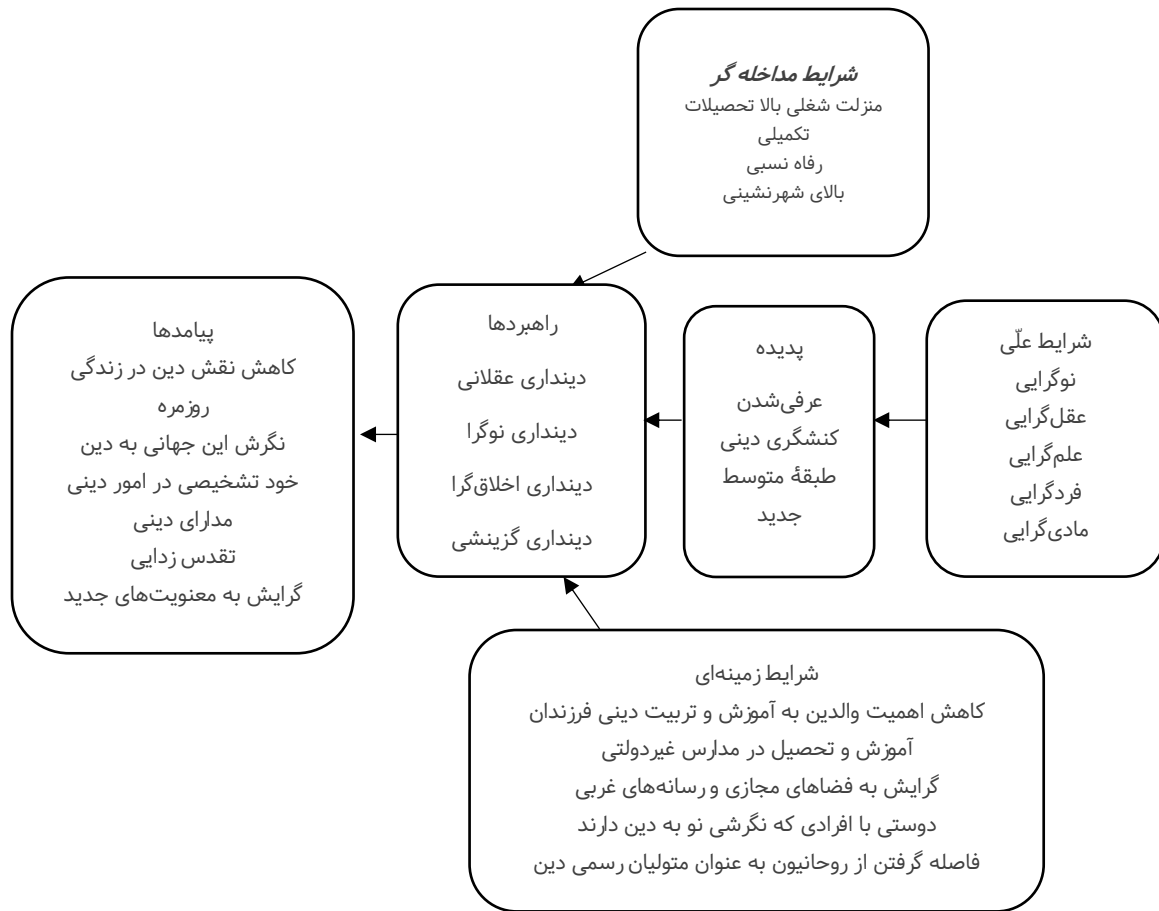 شرایط مداخله گر
منزلت شغلی بالا تحصیلات
تکمیلی
رفاه نسبی
بالای شهرنشینی
شرایط علّی
نوگرایی
عقل‌گرایی
علم‌گرایی
فردگرایی
مادی‌گرایی
پدیده
عرفی‌شدن
کنشگری دینی
طبقهٔ متوسط
جدید
راهبردها
دینداری عقلانی
دینداری نوگرا
دینداری اخلاق‌گرا
دینداری گزینشی
پیامدها
کاهش نقش دین در زندگی
روزمره
نگرش این جهانی به دین
خود تشخیصی در امور دینی
مدارای دینی
تقدس زدایی
گرایش به معنویت‌های جدید
شرایط زمینه‌ای
کاهش اهمیت والدین به آموزش و تربیت دینی فرزندان
آموزش و تحصیل در مدارس غیردولتی
گرایش به فضاهای مجازی و رسانه‌های غربی
دوستی با افرادی که نگرشی نو به دین دارند
فاصله گرفتن از روحانیون به عنوان متولیان رسمی دین